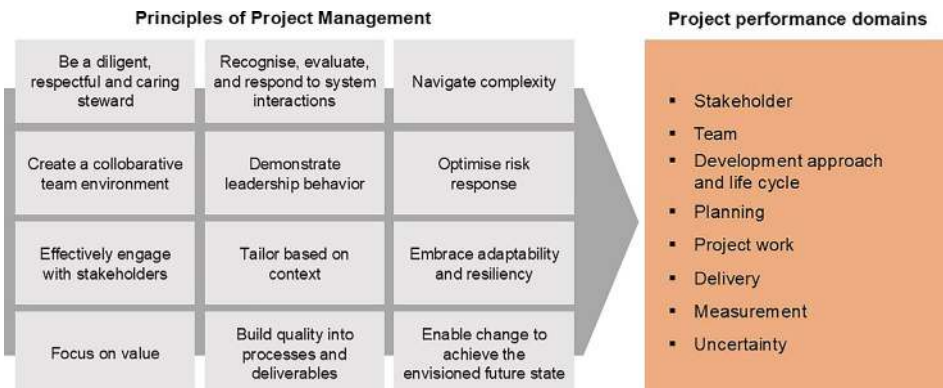 Principles of Project Management
Project performance domains
Be a diligent,
respectful and caring
steward
Recognise, evaluate,
and respond to system
interactions
Navigate complexity
Create a collobarative
team environment
Demonstrate
leadership behavior
Optimise risk
response
Effectively engage
with stakeholders
Tailor based on
context
Embrace adaptability
and resiliency
Focus on value
Build quality into
processes and
deliverables
Enable change to
achieve the
envisioned future state
▪ Stakeholder
▪ Team
▪ Development approach
and life cycle
▪ Planning
▪ Project work
▪ Delivery
▪ Measurement
▪ Uncertainty